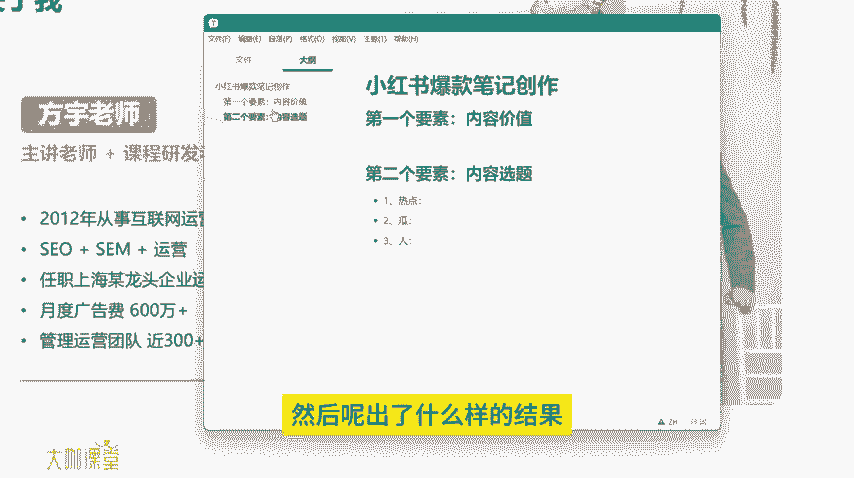 方宇老师
主讲老师 + 课程研发
• 2012年从事互联网运营
• SEO + SEM + 运营
• 任职上海某龙头企业运
• 月度广告费 600万+
• 管理运营团队 近300+
大咖课堂
文件(F) 编辑(E) 段落(P) 格式(O) 视图(V) 主题(T) 帮助(H)
文件 大纲
小红书爆款笔记创作
第一个要素：内容价值
第二个要素：内容选题
小红书爆款笔记创作
第一个要素：内容价值
第二个要素：内容选题
• 1、热点：
• 2、瓜：
• 3、人：
然后呢出了什么样的结果